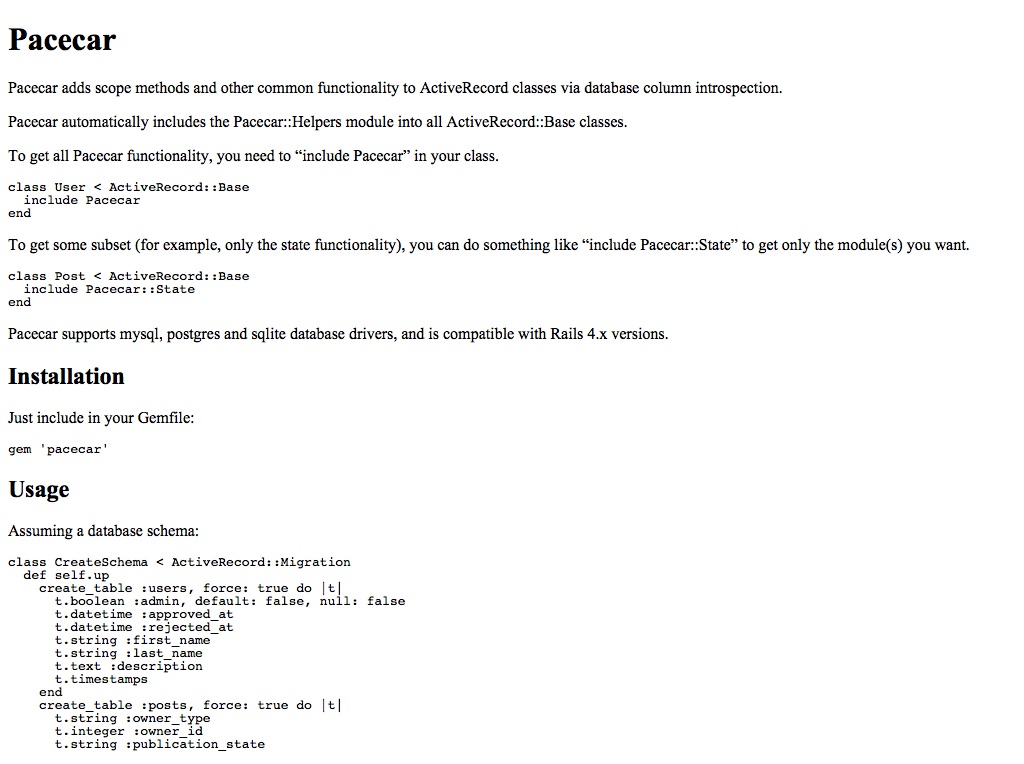 Pacecar
Pacecar adds scope methods and other common functionality to ActiveRecord classes via database column introspection.
Pacecar automatically includes the Pacecar::Helpers module into all ActiveRecord::Base classes.
To get all Pacecar functionality, you need to “include Pacecar” in your class.
class User < ActiveRecord::Base
  include Pacecar
end
To get some subset (for example, only the state functionality), you can do something like “include Pacecar::State” to get only the module(s) you want.
class Post < ActiveRecord::Base
  include Pacecar::State
end
Pacecar supports mysql, postgres and sqlite database drivers, and is compatible with Rails 4.x versions.
Installation
Just include in your Gemfile:
gem 'pacecar'
Usage
Assuming a database schema:
class CreateSchema < ActiveRecord::Migration
  def self.up
    create_table :users, force: true do |t|
      t.boolean :admin, default: false, null: false
      t.datetime :approved_at
      t.datetime :rejected_at
      t.string :first_name
      t.string :last_name
      t.text :description
      t.timestamps
    end
    create_table :posts, force: true do |t|
      t.string :owner_type
      t.integer :owner_id
      t.string :publication_state